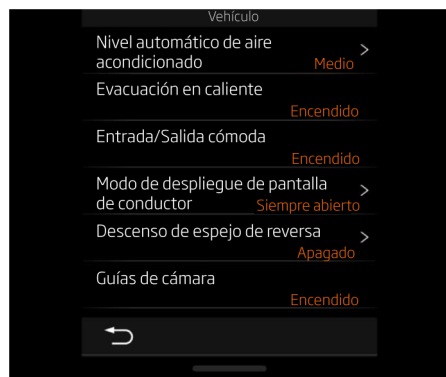 Vehículo
Nivel automático de aire
acondicionado
Medio
Evacuación en caliente
Encendido
Entrada/Salida cómoda
Encendido
Modo de despliegue de pantalla
de conductor
Siempre abierto
Descenso de espejo de reversa
Apagado
Guías de cámara
Encendido